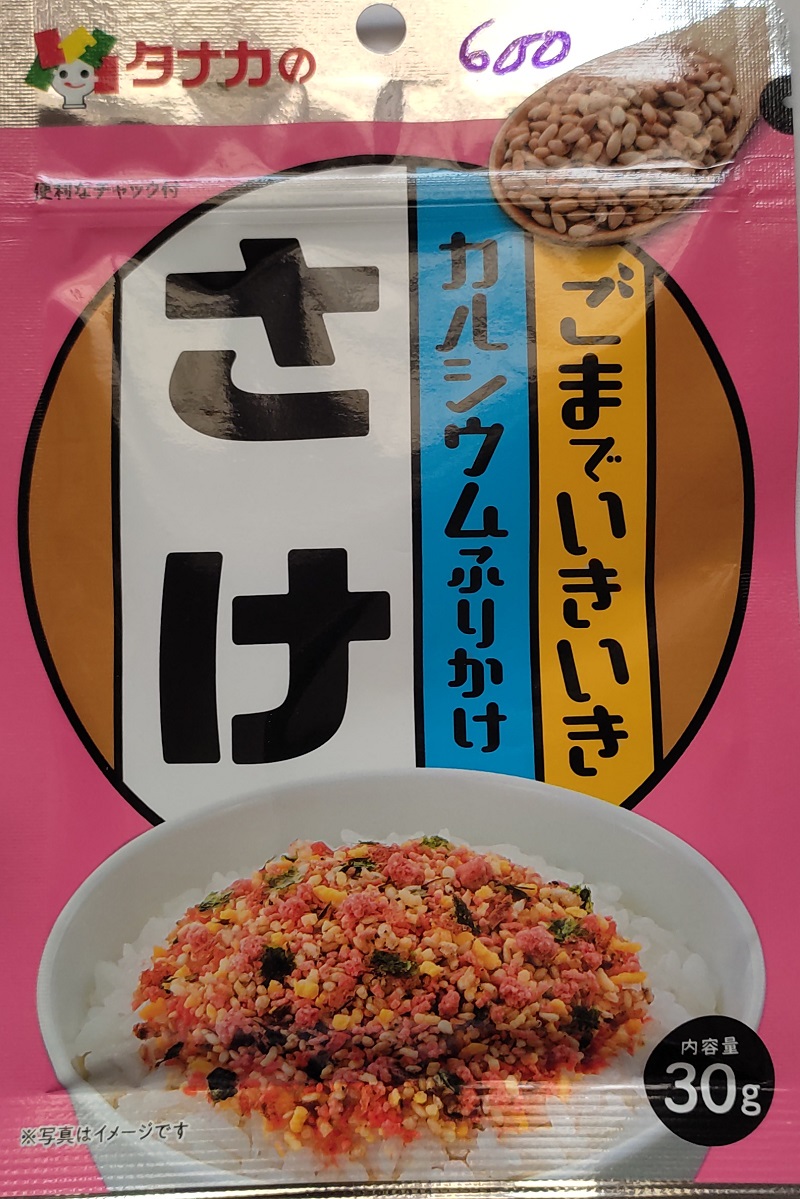 タナカの
600
便利なチャック付
ごまでいきいき
カルシウムふりかけ
さけ
内容量
30g
※写真はイメージです